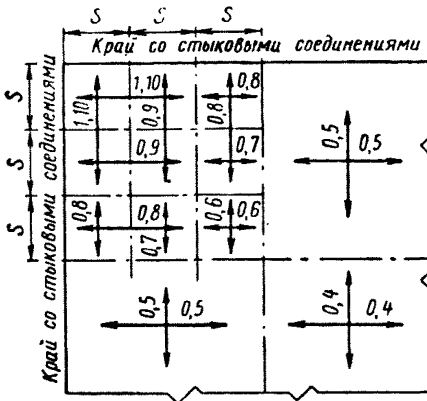 S S S
Край со стыковыми соединениями
S S S
Край со стыковыми соединениями
1,10 0,8
1,10 0,9 0,8
0,9 0,7
0,5 0,5
0,8 0,8 0,6 0,6
0,7
0,5 0,5
0,4 0,4